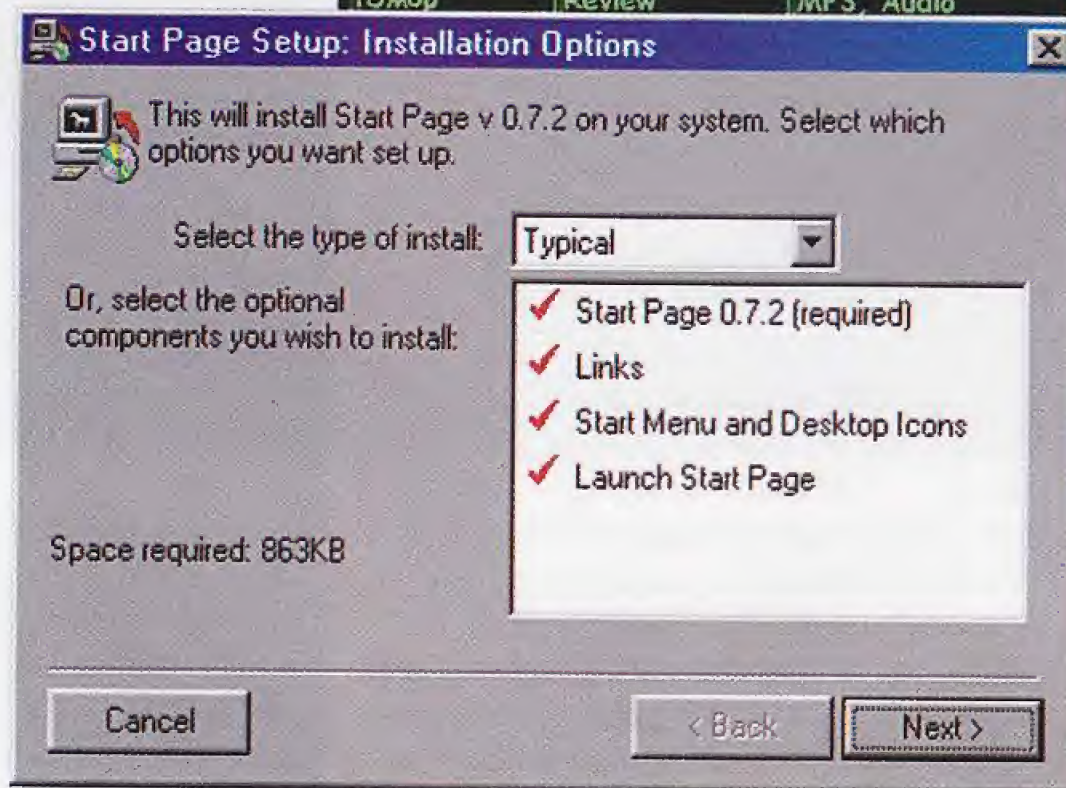 Review
MP3, Audio
Start Page Setup: Installation Options
This will install Start Page v 0.7.2 on your system. Select which
options you want set up.
Select the type of install: Typical
Or, select the optional
components you wish to install:
Start Page 0.7.2 (required)
Links
Start Menu and Desktop Icons
Launch Start Page
Space required: 863KB
Cancel
< Back
Next >